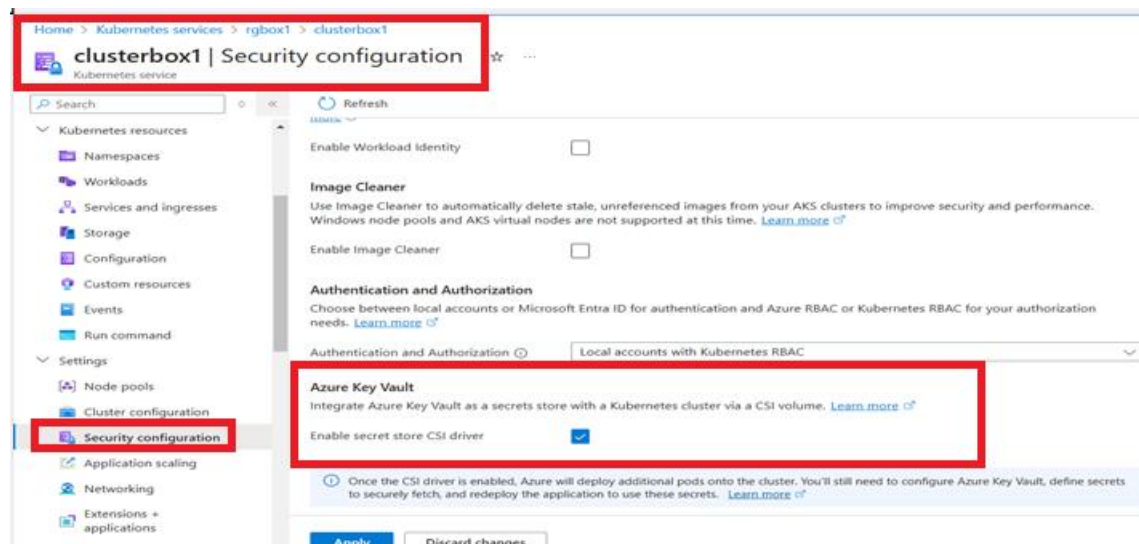 Home > Kubernetes services > rgbox1 > clusterbox1
clusterbox1 | Security configuration
Kubernetes service
Search
Kubernetes resources
Namespaces
Workloads
Services and ingresses
Storage
Configuration
Custom resources
Events
Run command
Settings
Node pools
Cluster configuration
Security configuration
Application scaling
Networking
Extensions +
applications
Refresh
more
Enable Workload Identity
Image Cleaner
Use Image Cleaner to automatically delete stale, unreferenced images from your AKS clusters to improve security and performance.
Windows node pools and AKS virtual nodes are not supported at this time. Learn more
Enable Image Cleaner
Authentication and Authorization
Choose between local accounts or Microsoft Entra ID for authentication and Azure RBAC or Kubernetes RBAC for your authorization
needs. Learn more
Authentication and Authorization
Local accounts with Kubernetes RBAC
Azure Key Vault
Integrate Azure Key Vault as a secrets store with a Kubernetes cluster via a CSI volume. Learn more
Enable secret store CSI driver
Once the CSI driver is enabled, Azure will deploy additional pods onto the cluster. You'll still need to configure Azure Key Vault, define secrets
to securely fetch, and redeploy the application to use these secrets. Learn more
Apply
Discard changes